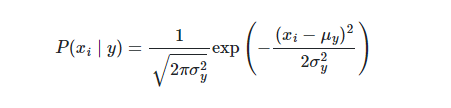 P(x_i | y) = \frac{1}{\sqrt{2\pi\sigma_y^2}} \exp\left(-\frac{(x_i - \mu_y)^2}{2\sigma_y^2}\right)